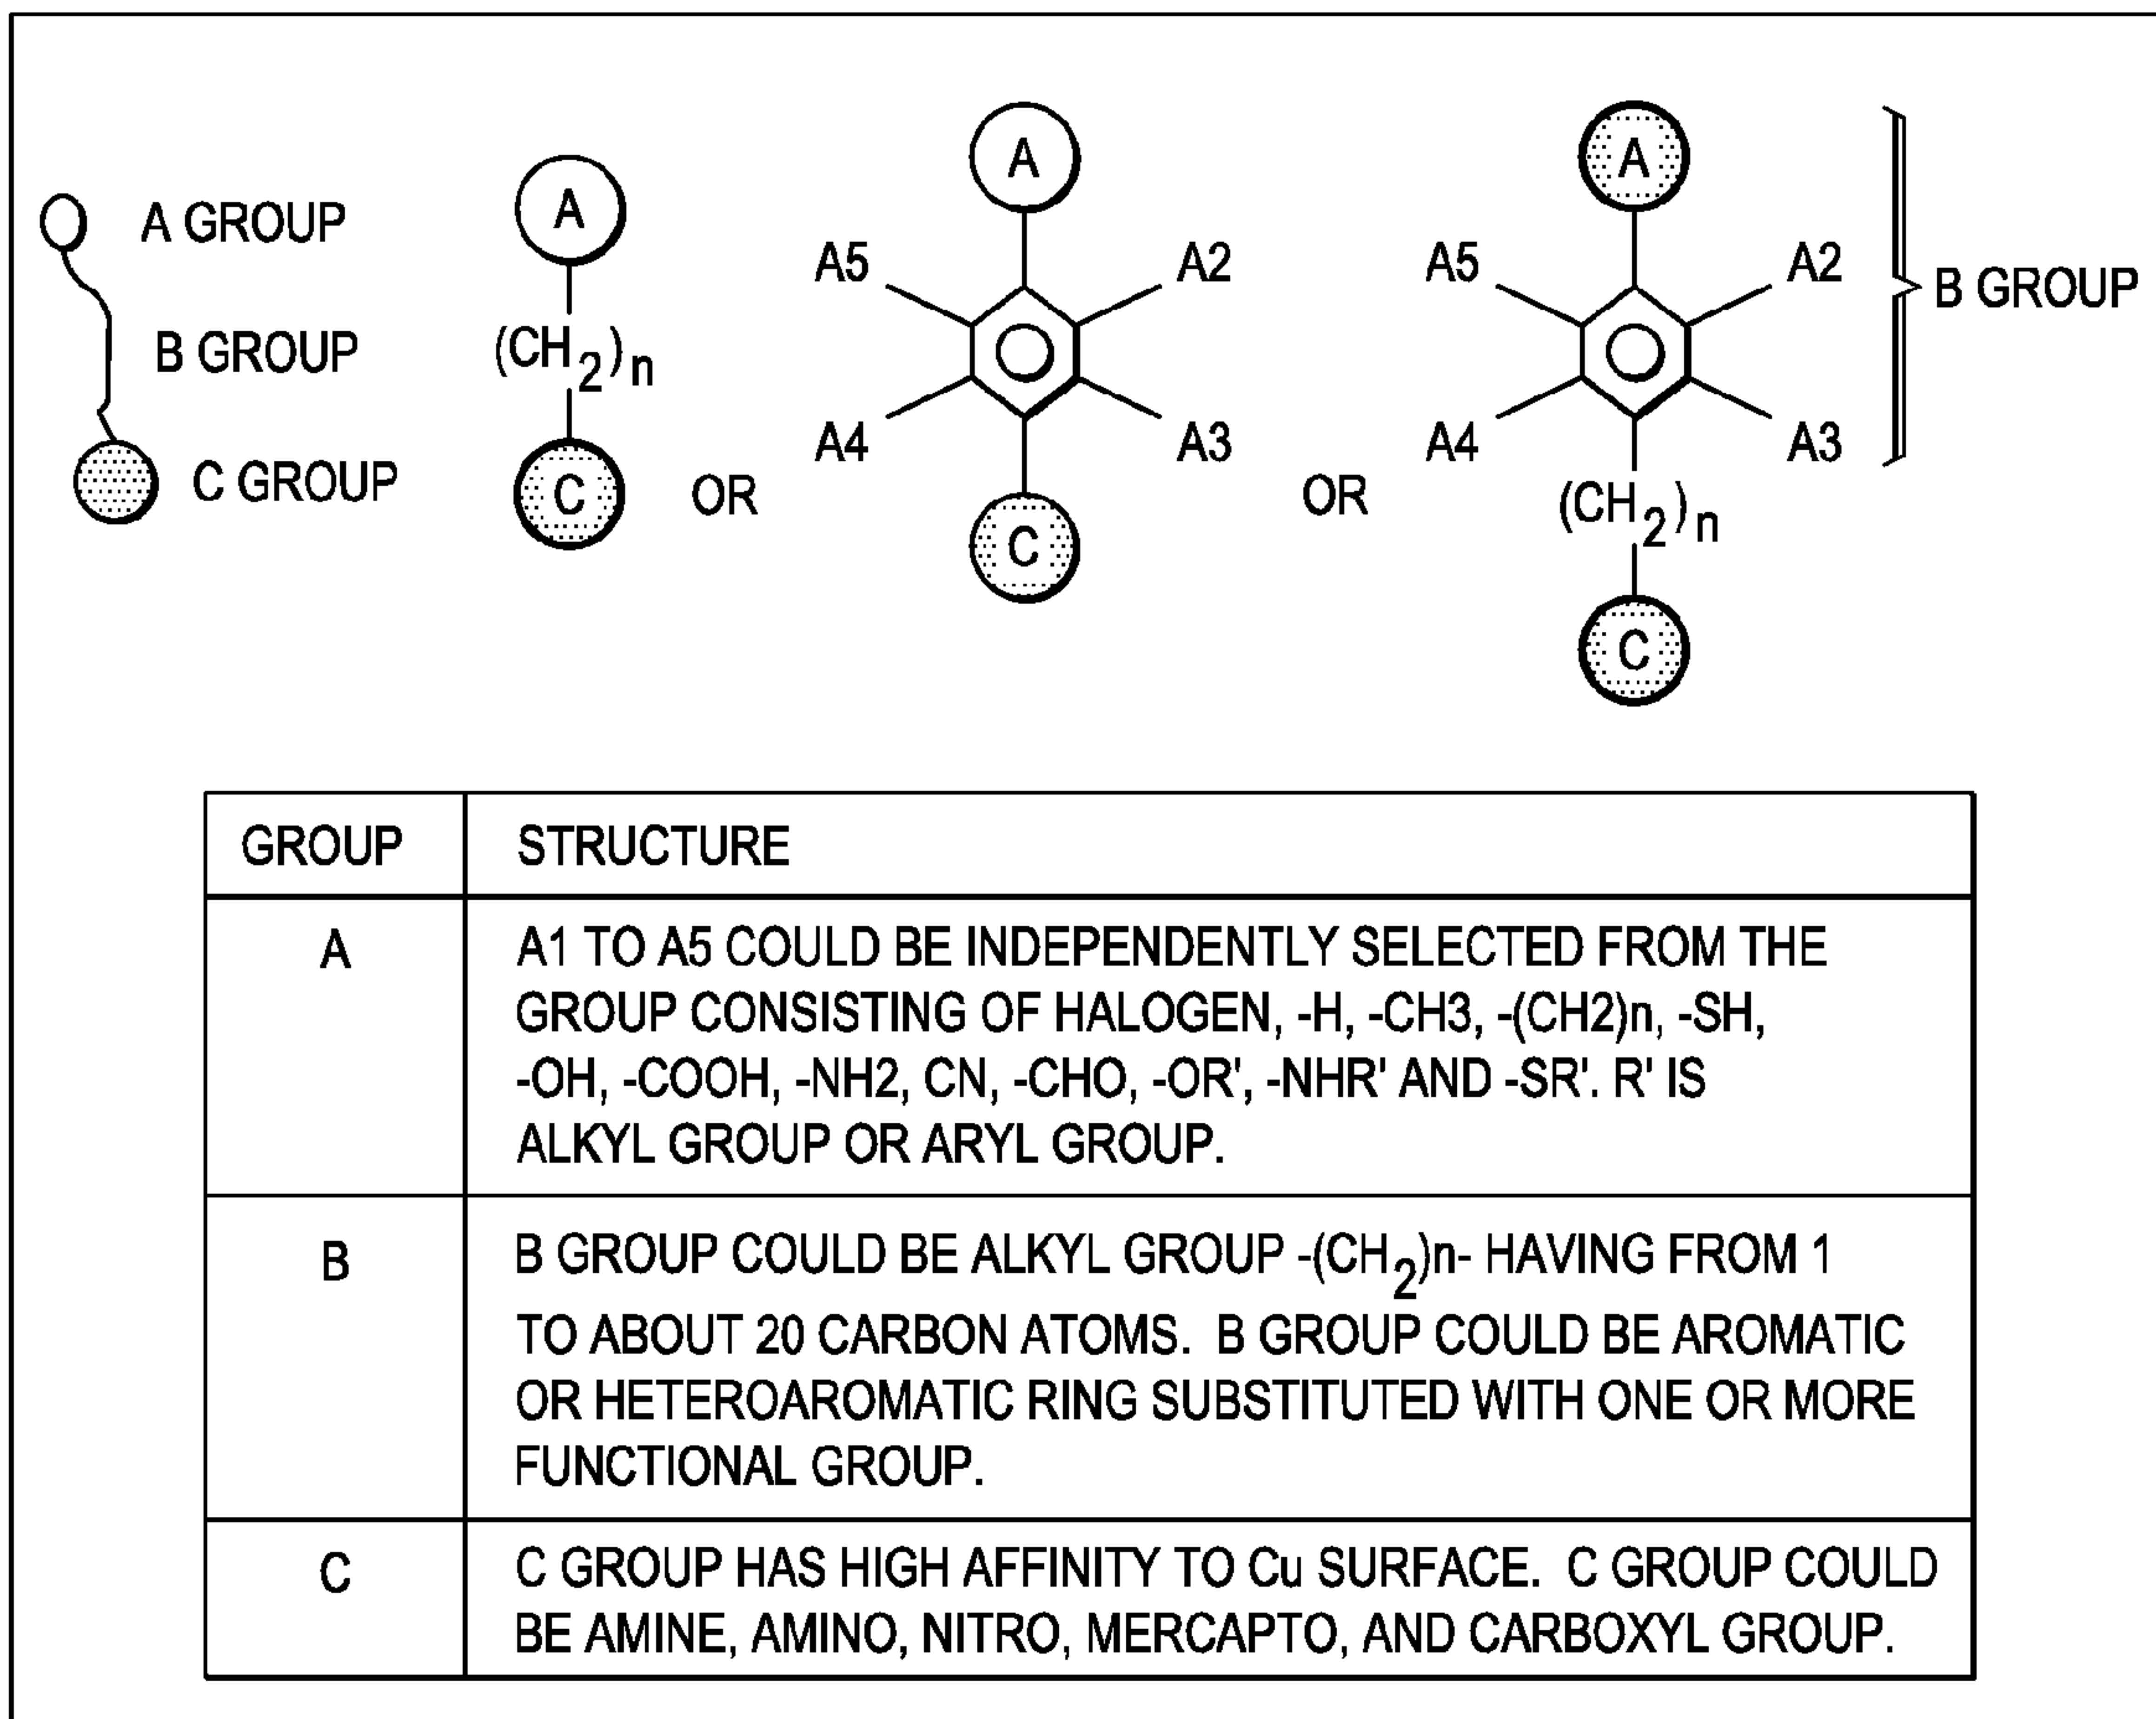 A GROUP
B GROUP
C GROUP
A
(CH2)n
C
OR
A
A5
A2
A4
A3
C
OR
A
A5
A2
A4
A3
(CH2)n
C
B GROUP
GROUP
STRUCTURE
A
A1 TO A5 COULD BE INDEPENDENTLY SELECTED FROM THE
GROUP CONSISTING OF HALOGEN, -H, -CH3, -(CH2)n, -SH,
-OH, -COOH, -NH2, CN, -CHO, -OR', -NHR' AND -SR'. R' IS
ALKYL GROUP OR ARYL GROUP.
B
B GROUP COULD BE ALKYL GROUP -(CH2)n- HAVING FROM 1
TO ABOUT 20 CARBON ATOMS. B GROUP COULD BE AROMATIC
OR HETEROAROMATIC RING SUBSTITUTED WITH ONE OR MORE
FUNCTIONAL GROUP.
C
C GROUP HAS HIGH AFFINITY TO Cu SURFACE. C GROUP COULD
BE AMINE, AMINO, NITRO, MERCAPTO, AND CARBOXYL GROUP.